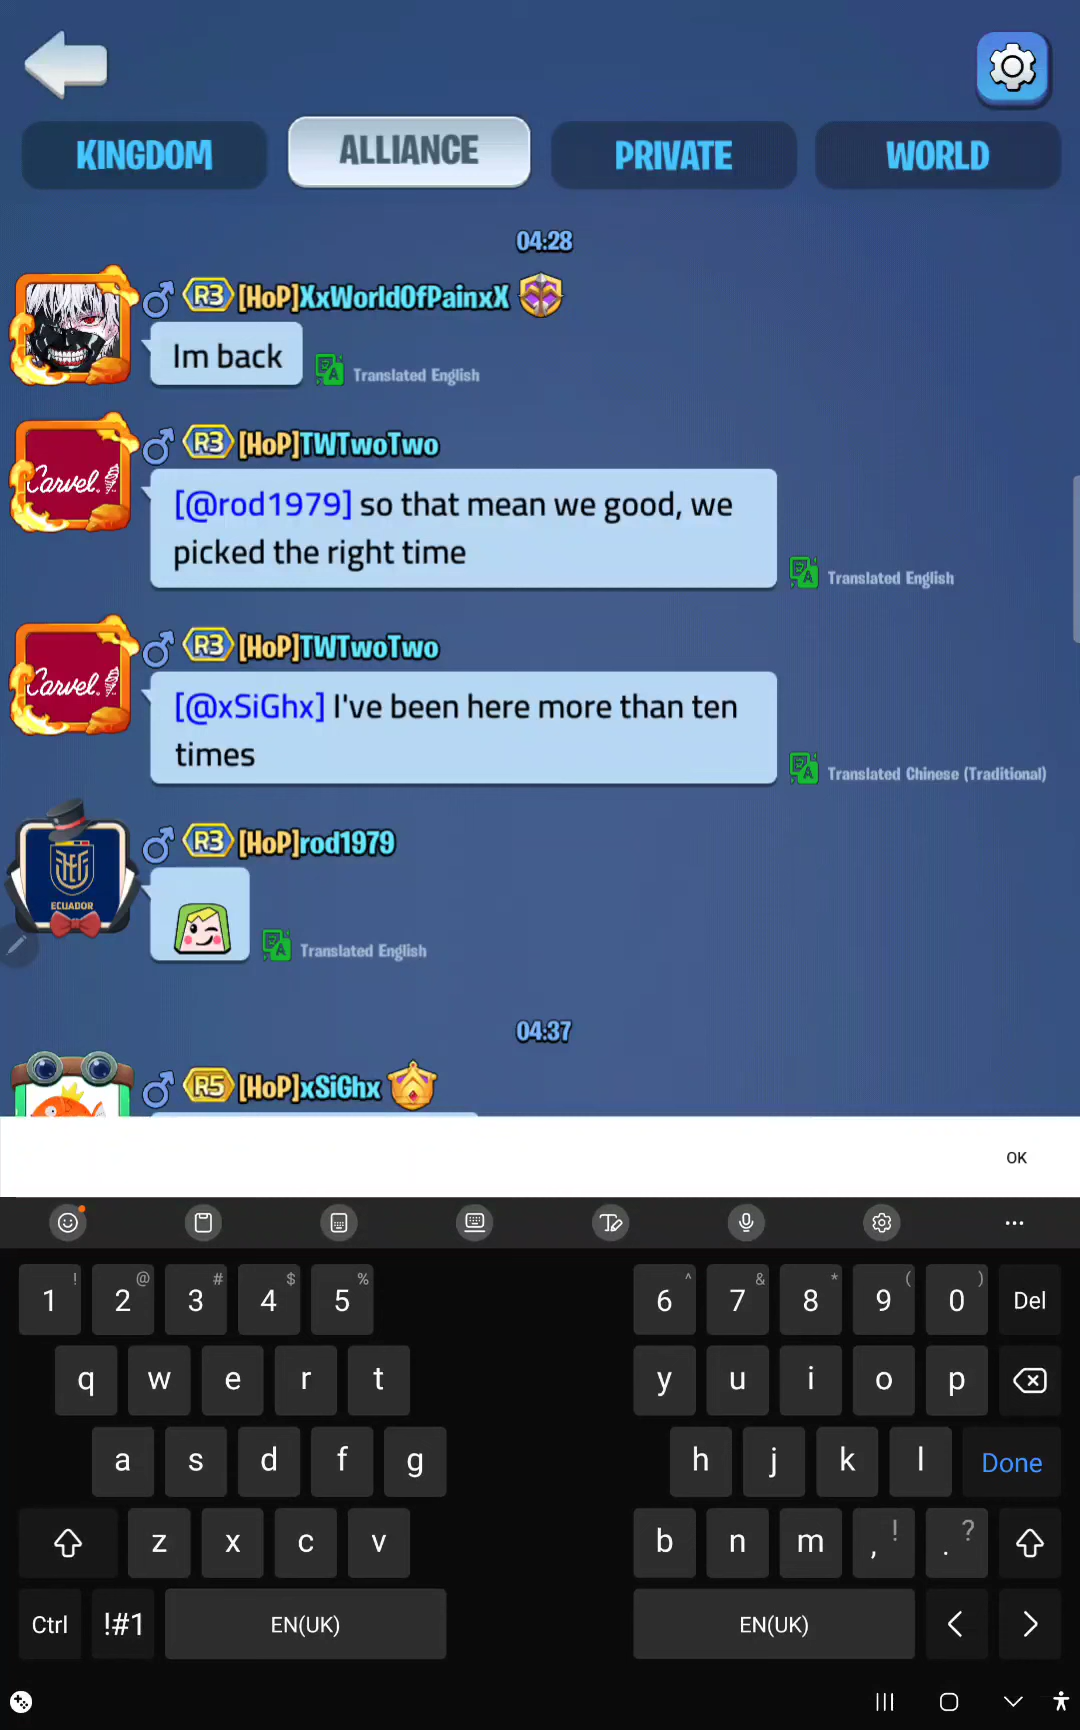 KINGDOM
ALLIANCE
PRIVATE
WORLD
04:28
R3 [HoP]XxWorldOfPainxX
Im back
Translated English
Carvel.
R3 [HoP]TWTwoTwo
[@rod1979] so that mean we good, we
picked the right time
Translated English
Carvel.
R3 [HoP]TWTwoTwo
[@xSiGhx] I've been here more than ten
times
Translated Chinese (Traditional)
ECUADOR
R3 [HoP]rod1979
Translated English
04:37
R5 [HoP]xSiGhx
OK
1 ! 2 @ 3 # 4 $ 5 % 6 ^ 7 & 8 * 9 ( 0 ) Del
q w e r t y u i o p
a s d f g h j k l Done
z x c v b n m , ! . ?
Ctrl !#1 EN(UK) EN(UK) < >